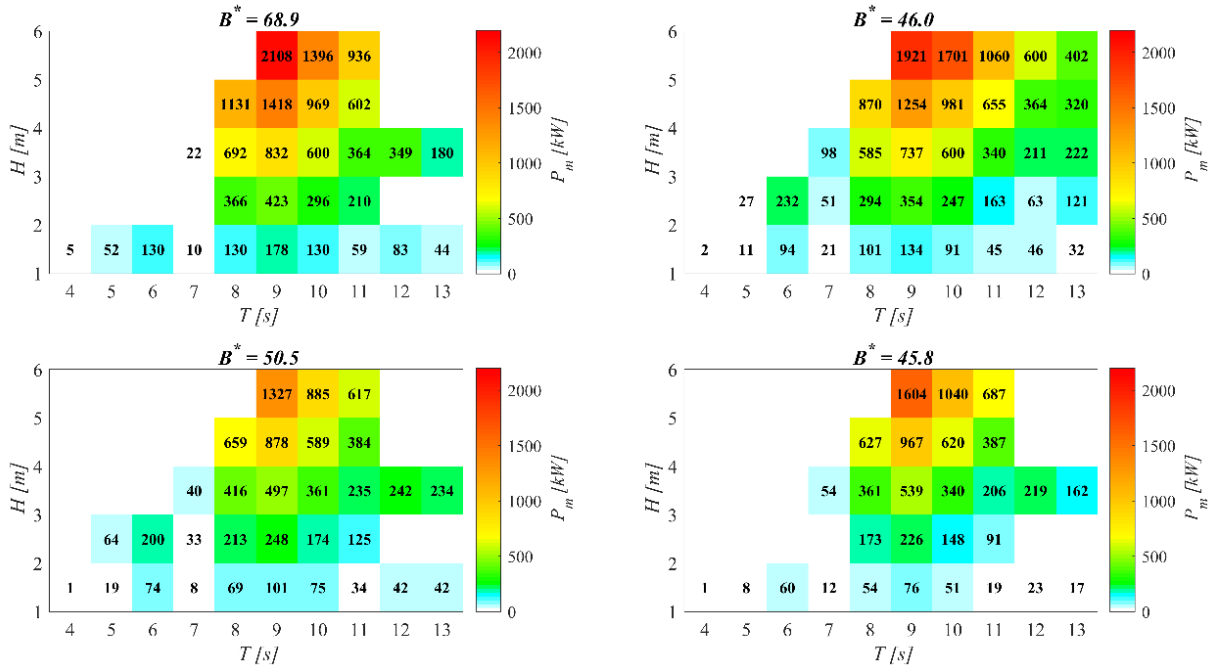 B* = 68.9
6 2108 1396 936
5 1131 1418 969 602
4 22 692 832 600 364 349 180
3 366 423 296 210
2 5 52 130 10 130 178 130 59 83 44
1
4 5 6 7 8 9 10 11 12 13
H [m]
T [s]
2000
1500
1000
500
0
P_m [kW]
B* = 46.0
6 1921 1701 1060 600 402
5 870 1254 981 655 364 320
4 98 585 737 600 340 211 222
3 27 232 51 294 354 247 163 63 121
2 2 11 94 21 101 134 91 45 46 32
1
4 5 6 7 8 9 10 11 12 13
H [m]
T [s]
2000
1500
1000
500
0
P_m [kW]
B* = 50.5
6 1327 885 617
5 659 878 589 384
4 40 416 497 361 235 242 234
3 64 200 33 213 248 174 125
2 1 19 74 8 69 101 75 34 42 42
1
4 5 6 7 8 9 10 11 12 13
H [m]
T [s]
2000
1500
1000
500
0
P_m [kW]
B* = 45.8
6 1604 1040 687
5 627 967 620 387
4 54 361 539 340 206 219 162
3 173 226 148 91
2 1 8 60 12 54 76 51 19 23 17
1
4 5 6 7 8 9 10 11 12 13
H [m]
T [s]
2000
1500
1000
500
0
P_m [kW]